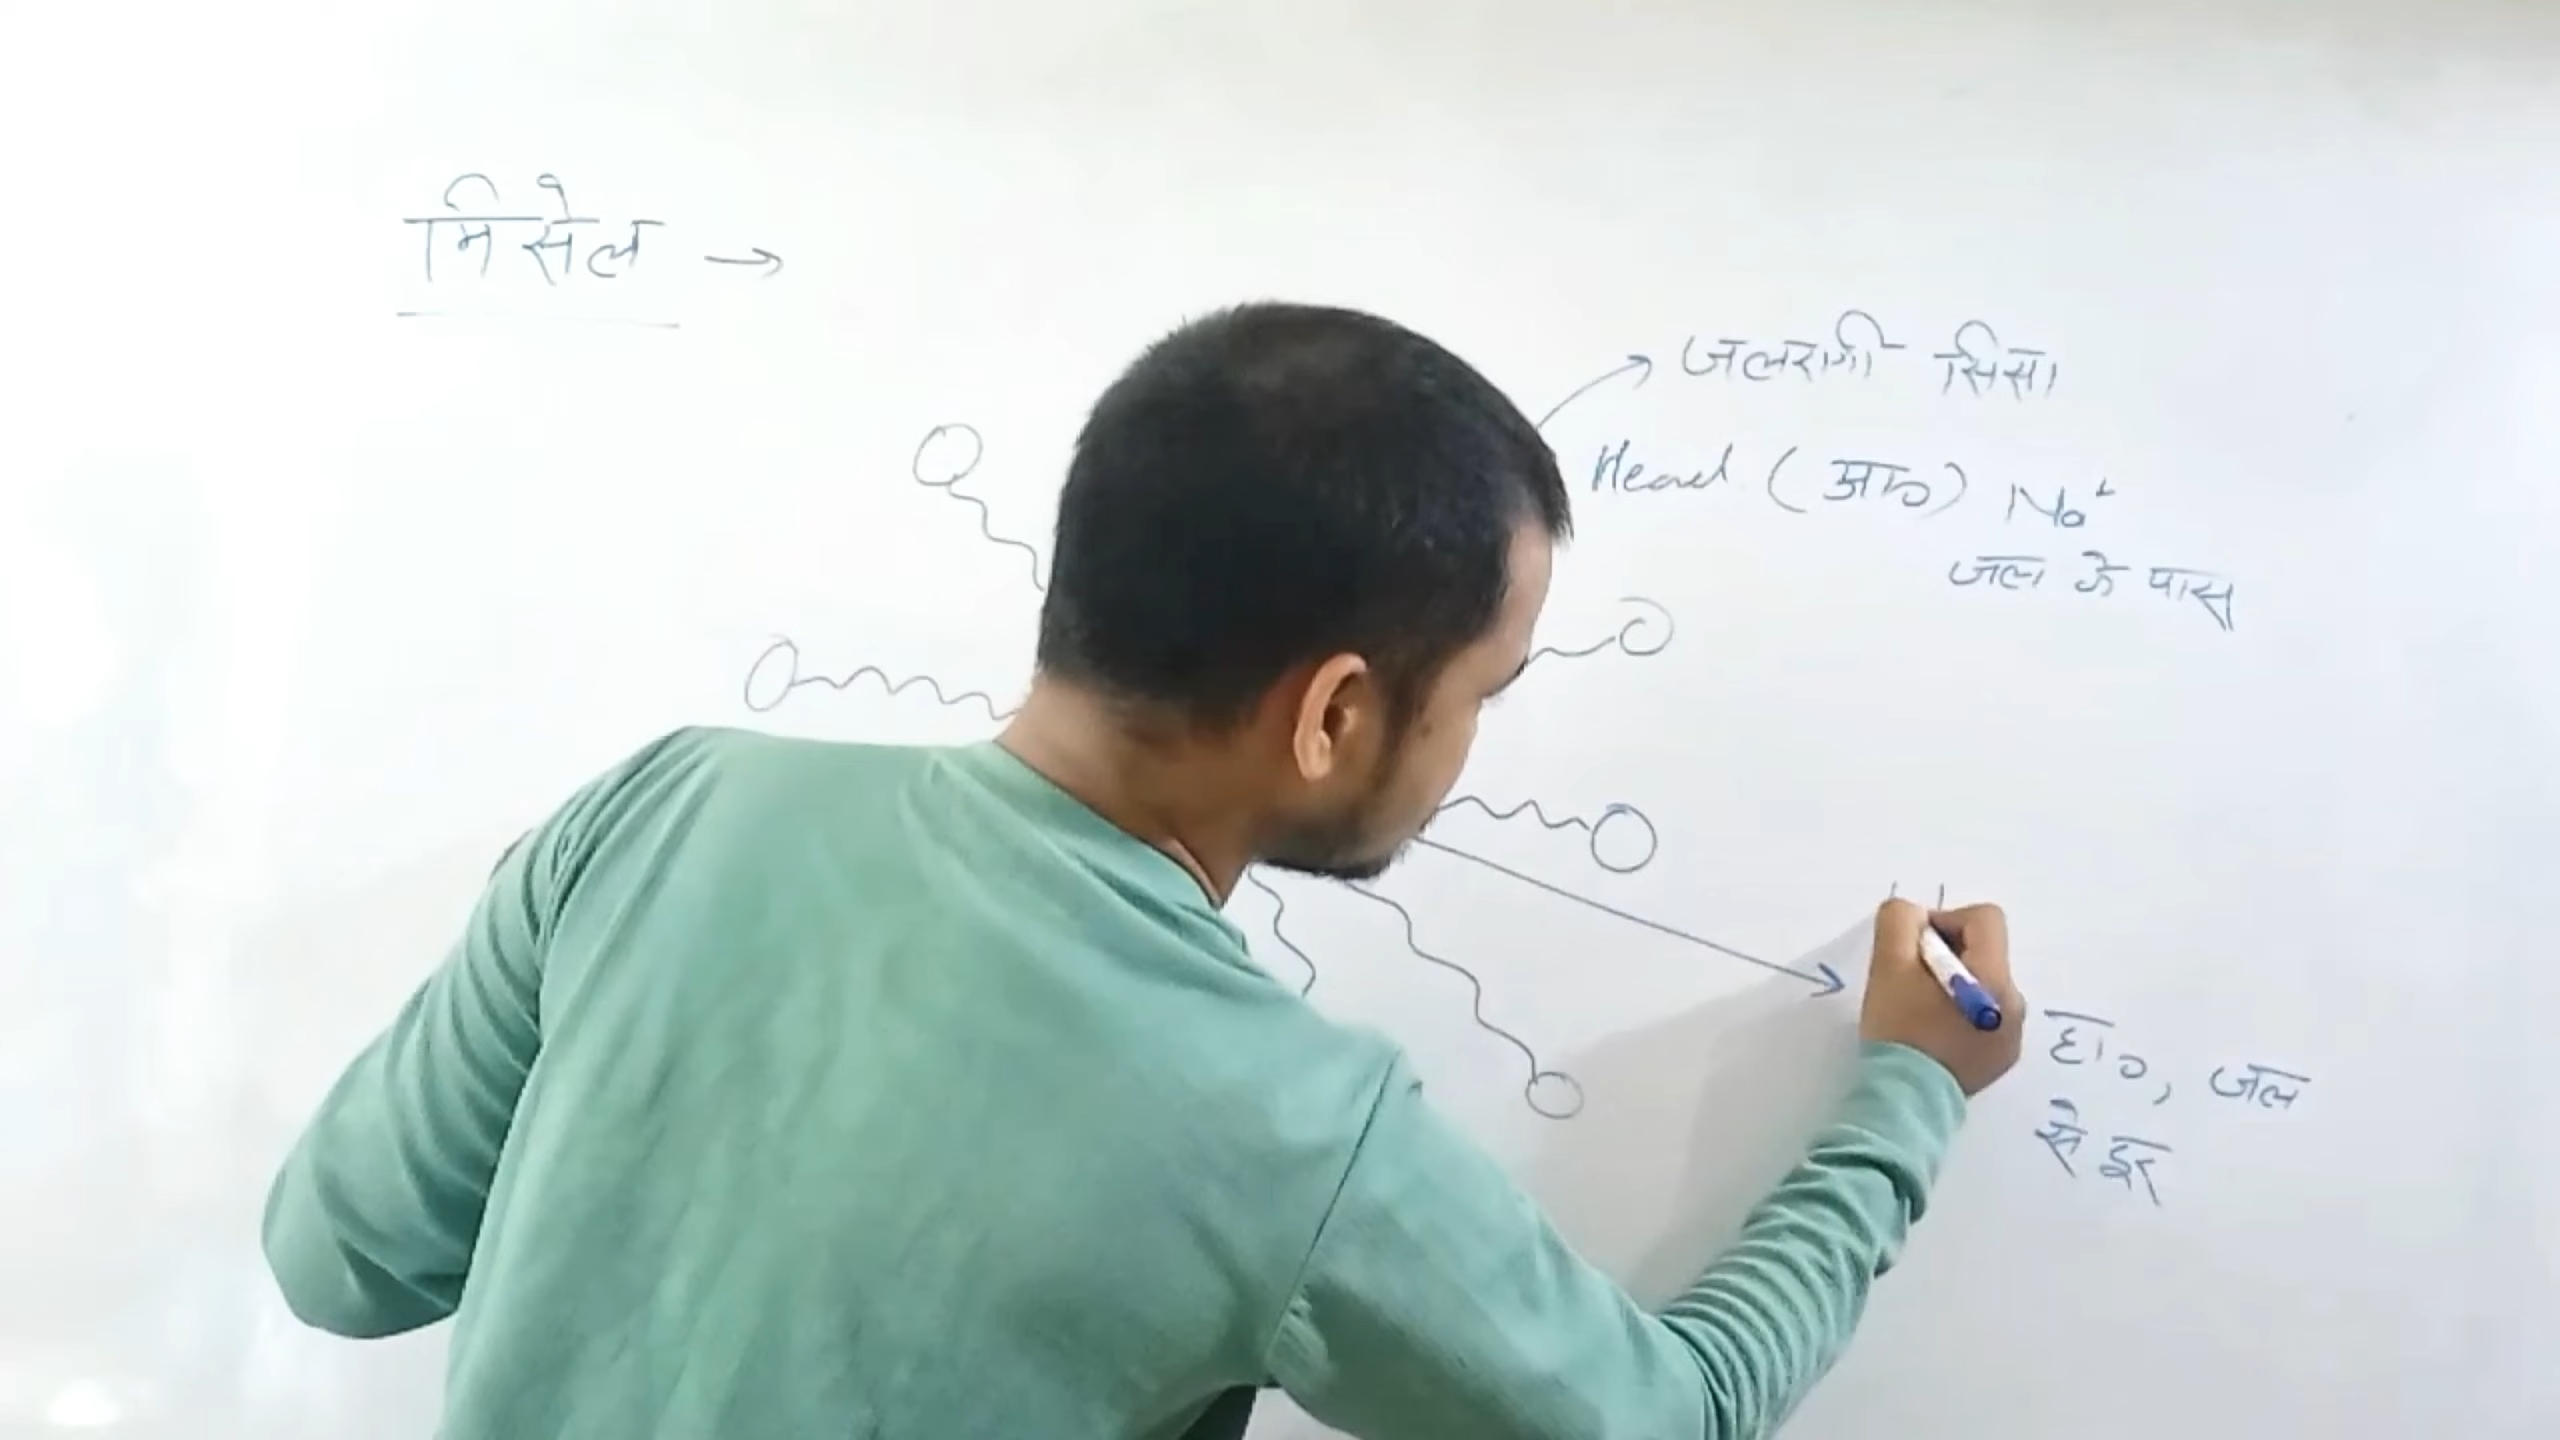 मिसेल →
जलरागी सिसा
Head (आ०) Na⁺
जल के पास
हा०, जल
से दूर